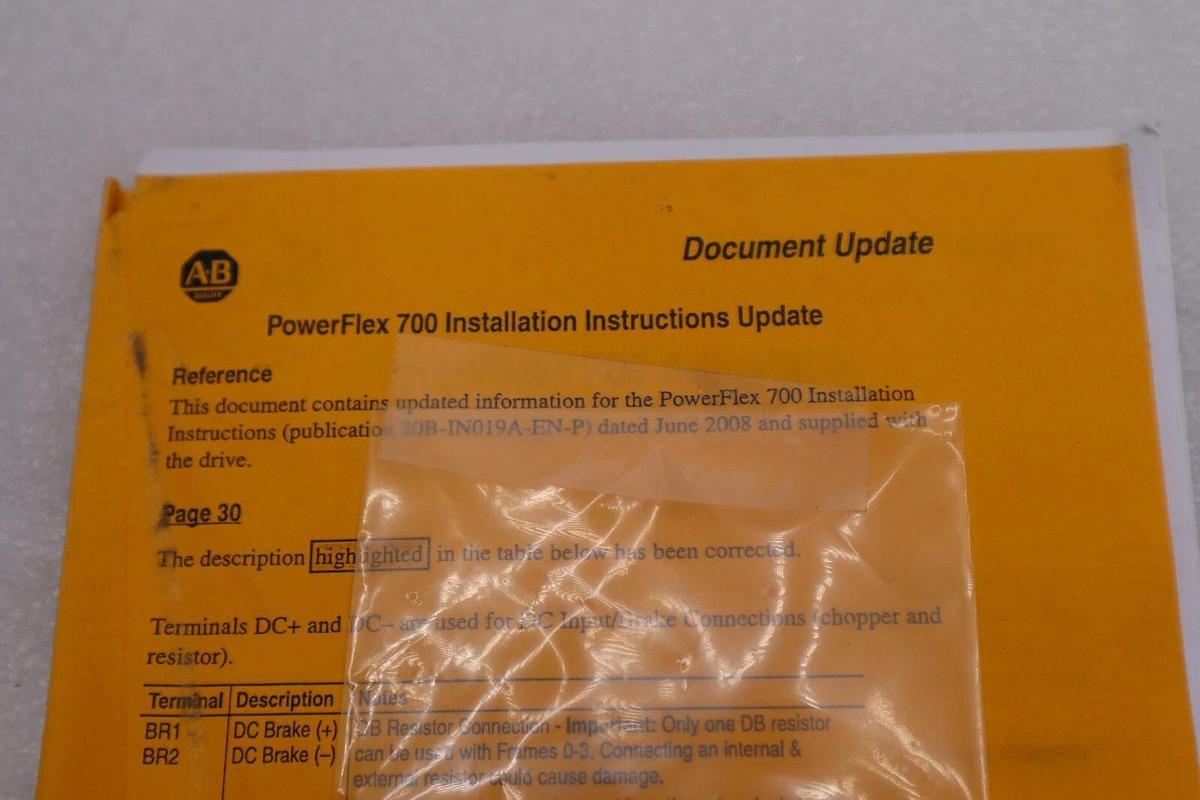 Document Update
A·B
QUALITY
PowerFlex 700 Installation Instructions Update
Reference
This document contains updated information for the PowerFlex 700 Installation
Instructions (publication 20B-IN019A-EN-P) dated June 2008 and supplied with
the drive.
Page 30
The description highlighted in the table below has been corrected.
Terminals DC+ and DC– are used for DC Input/Brake Connections (chopper and
resistor).
Terminal Description Notes
BR1 DC Brake (+) DB Resistor Connection - Important: Only one DB resistor
BR2 DC Brake (–) can be used with Frames 0-3. Connecting an internal &
external resistor could cause damage.